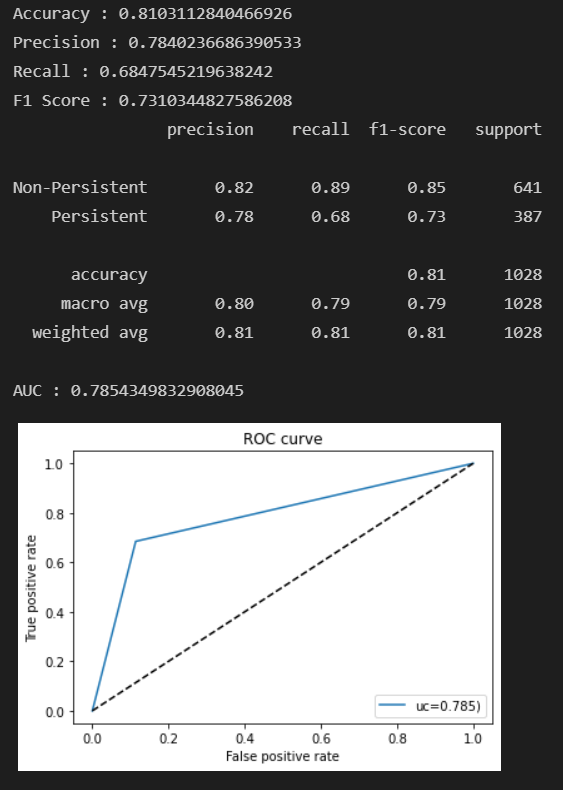 Accuracy : 0.8103112840466926
Precision : 0.7840236686390533
Recall : 0.6847545219638242
F1 Score : 0.7310344827586208
precision recall f1-score support
Non-Persistent 0.82 0.89 0.85 641
Persistent 0.78 0.68 0.73 387
accuracy 0.81 1028
macro avg 0.80 0.79 0.79 1028
weighted avg 0.81 0.81 0.81 1028
AUC : 0.7854349832908045
ROC curve
1.0
0.8
0.6
0.4
0.2
0.0
True positive rate
uc=0.785)
0.0 0.2 0.4 0.6 0.8 1.0
False positive rate